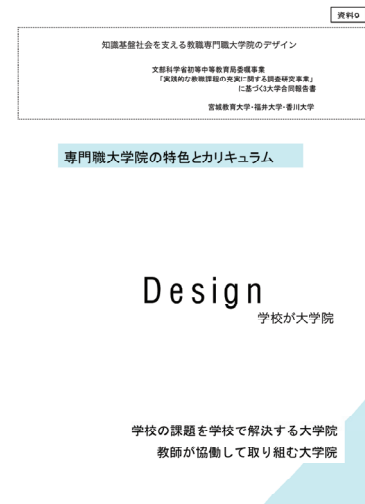 資料9
知識基盤社会を支える教職専門職大学院のデザイン
文部科学省初等中等教育局委嘱事業
「実践的な教職課程の充実に関する調査研究事業」
に基づく3大学合同報告書
宮城教育大学・福井大学・香川大学
専門職大学院の特色とカリキュラム
Design
学校が大学院
学校の課題を学校で解決する大学院
教師が協働して取り組む大学院